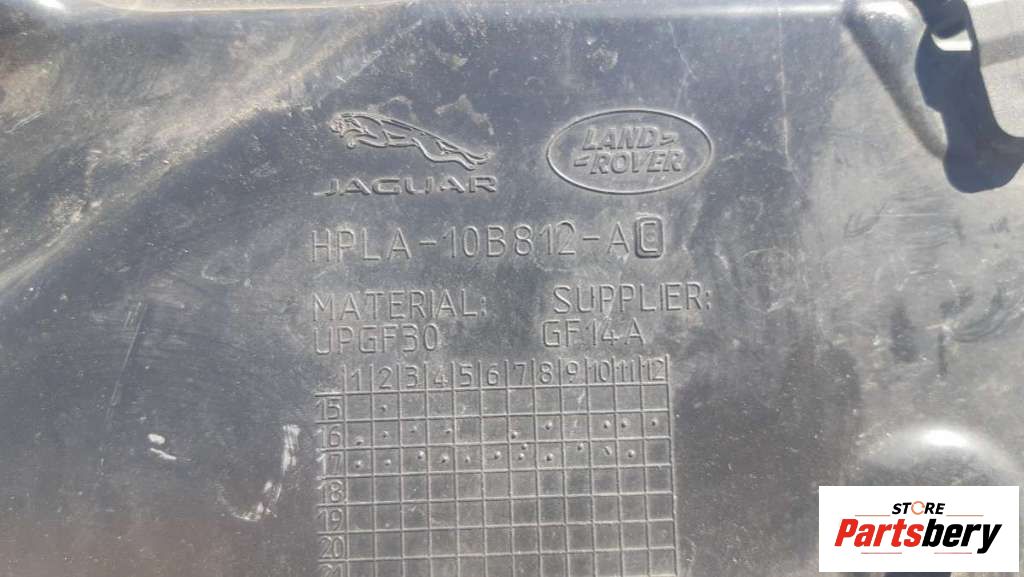 JAGUAR
LAND ROVER
HPLA-10B812-AC
MATERIAL: SUPPLIER:
UPGF30 GF14A
1 2 3 4 5 6 7 8 9 10 11 12
15
16
17
18
19
20
21
STORE
Partsbery